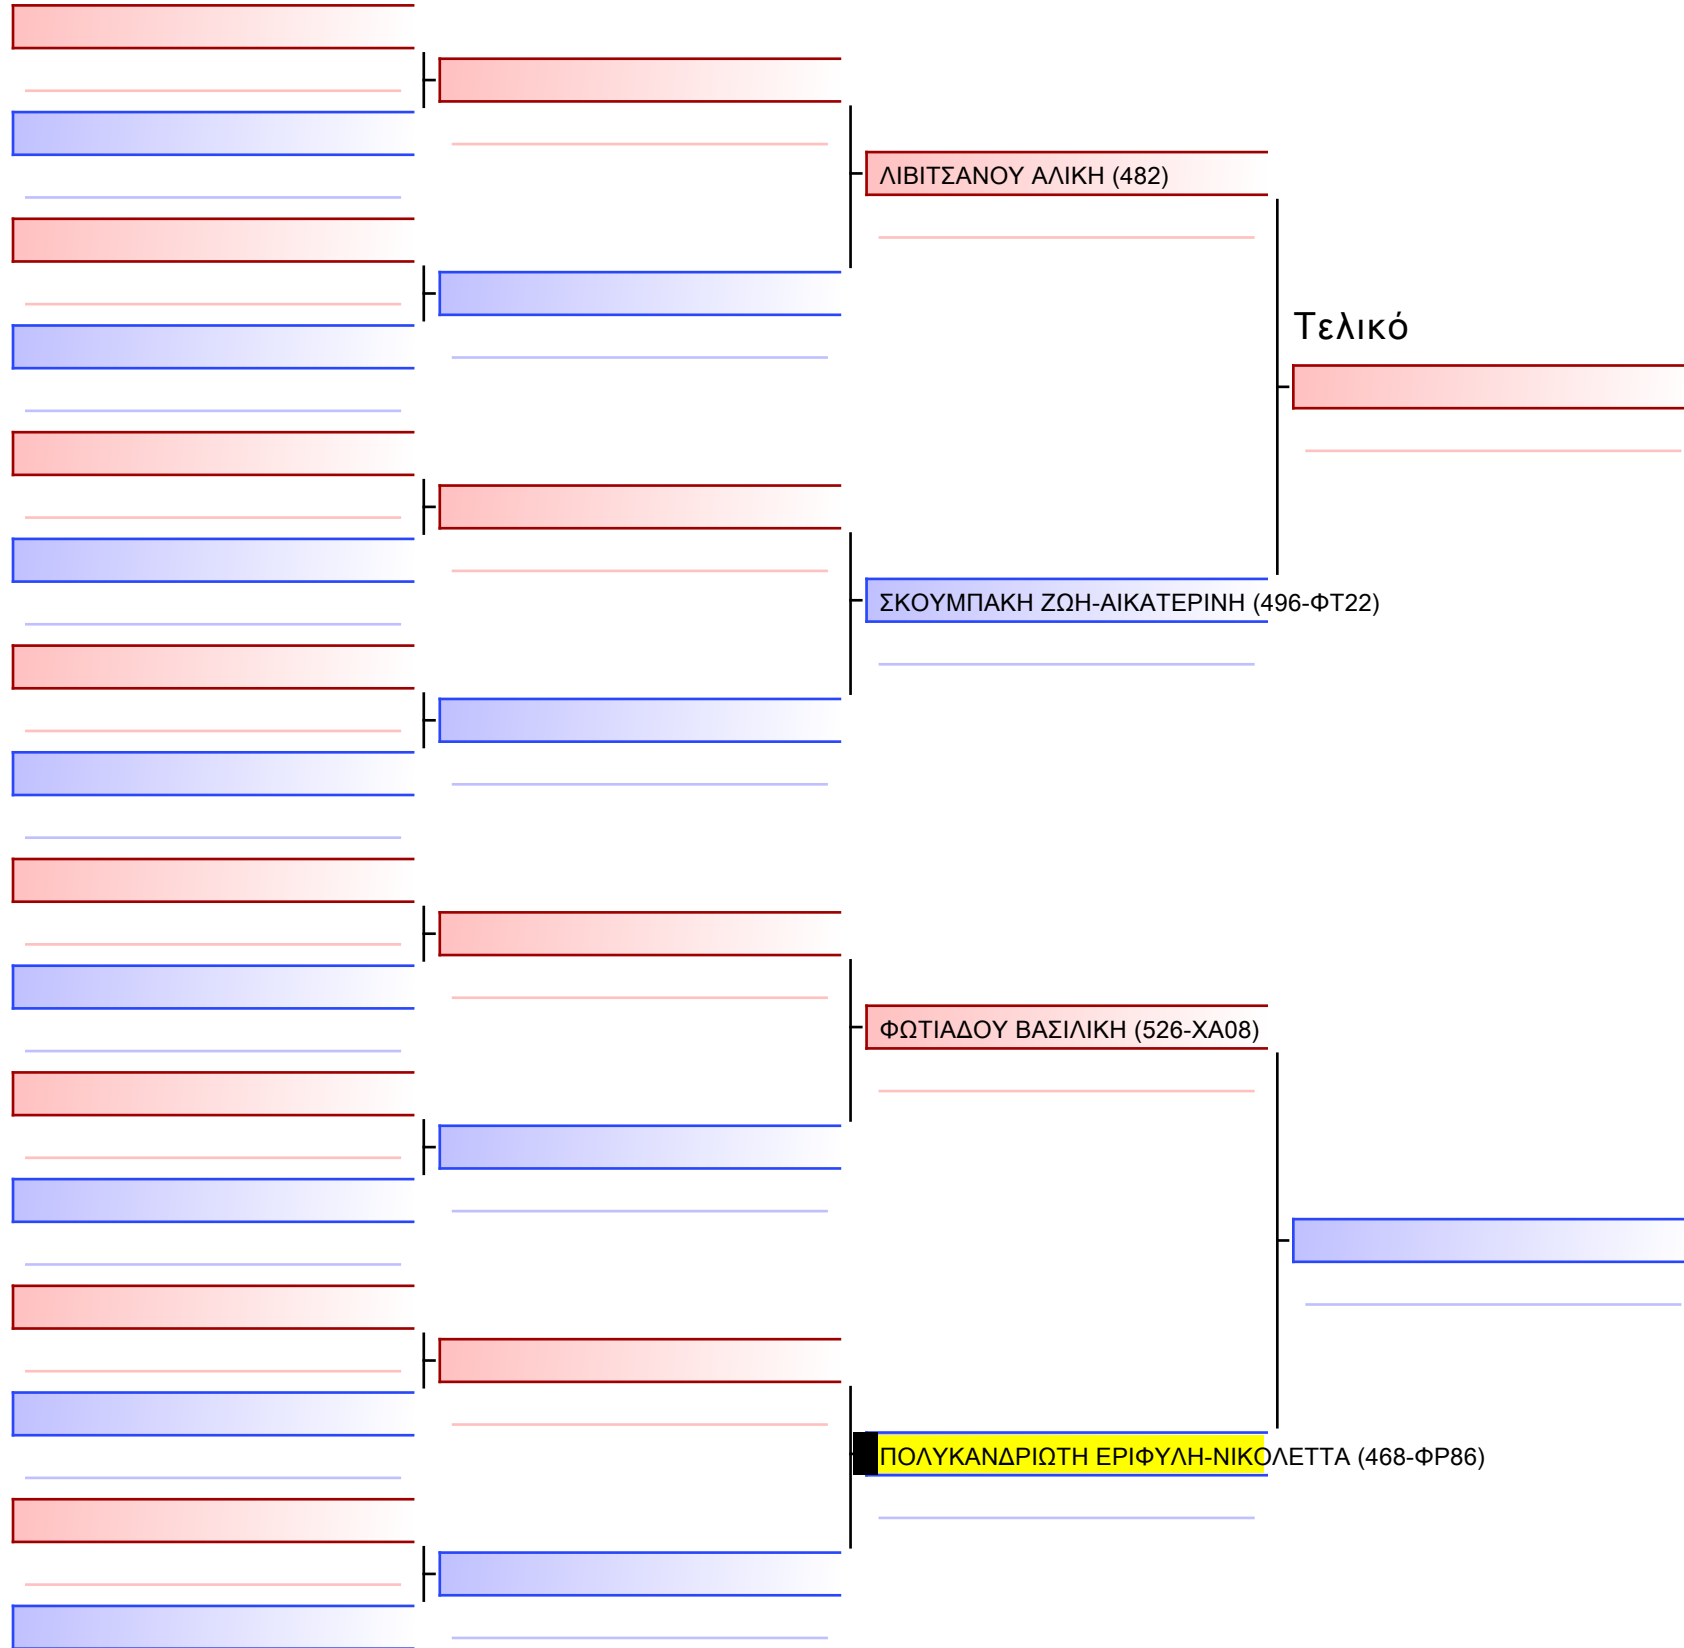 ΛΙΒΙΤΣΑΝΟΥ ΑΛΙΚΗ (482)
Τελικό
ΣΚΟΥΜΠΑΚΗ ΖΩΗ-ΑΙΚΑΤΕΡΙΝΗ (496-ΦΤ22)
ΦΩΤΙΑΔΟΥ ΒΑΣΙΛΙΚΗ (526-ΧΑ08)
ΠΟΛΥΚΑΝΔΡΙΩΤΗ ΕΡΙΦΥΛΗ-ΝΙΚΟΛΕΤΤΑ (468-ΦΡ86)